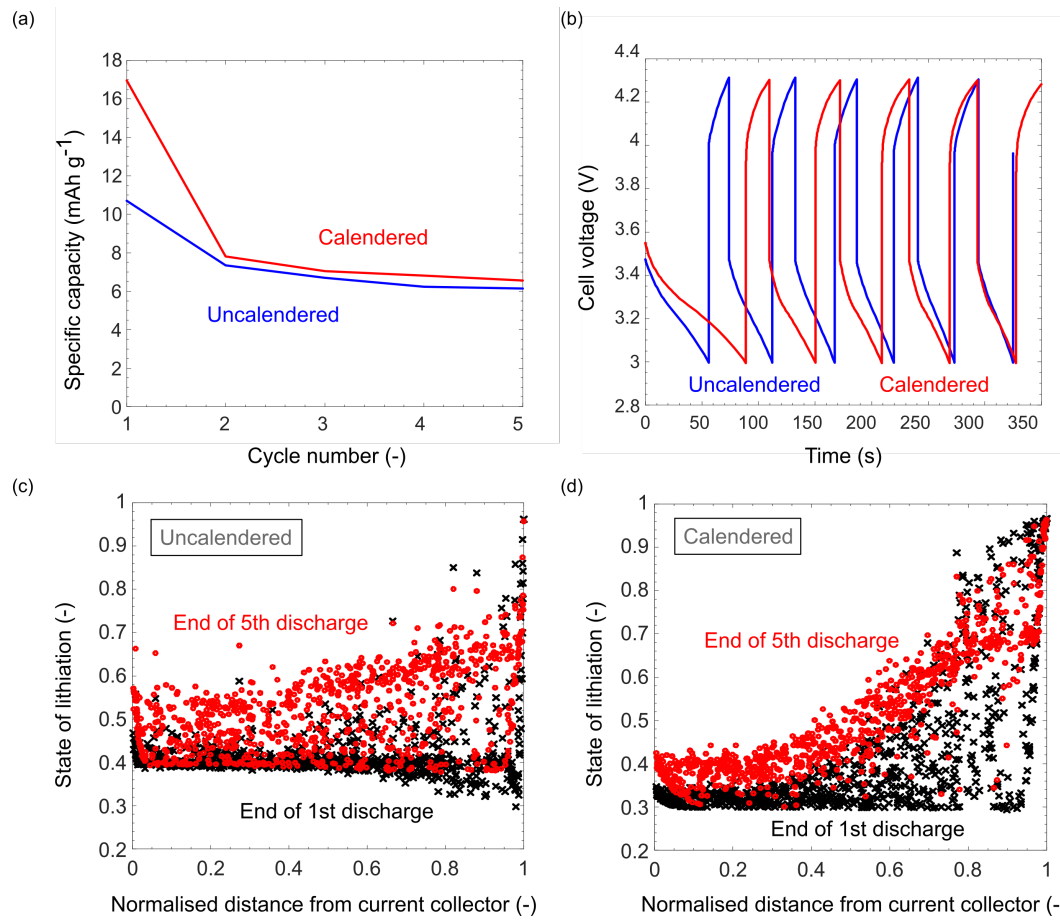 (a)
Specific capacity (mAh g-1)
18
16
14
12
10
8
6
4
2
0
Calendered
Uncalendered
1
2
3
4
5
Cycle number (-)
(b)
Cell voltage (V)
4.4
4.2
4
3.8
3.6
3.4
3.2
3
2.8
Uncalendered
Calendered
0
50
100
150
200
250
300
350
Time (s)
(c)
State of lithiation (-)
1
0.9
0.8
0.7
0.6
0.5
0.4
0.3
0.2
Uncalendered
End of 5th discharge
End of 1st discharge
0
0.2
0.4
0.6
0.8
1
Normalised distance from current collector (-)
(d)
State of lithiation (-)
1
0.9
0.8
0.7
0.6
0.5
0.4
0.3
0.2
Calendered
End of 5th discharge
End of 1st discharge
0
0.2
0.4
0.6
0.8
1
Normalised distance from current collector (-)